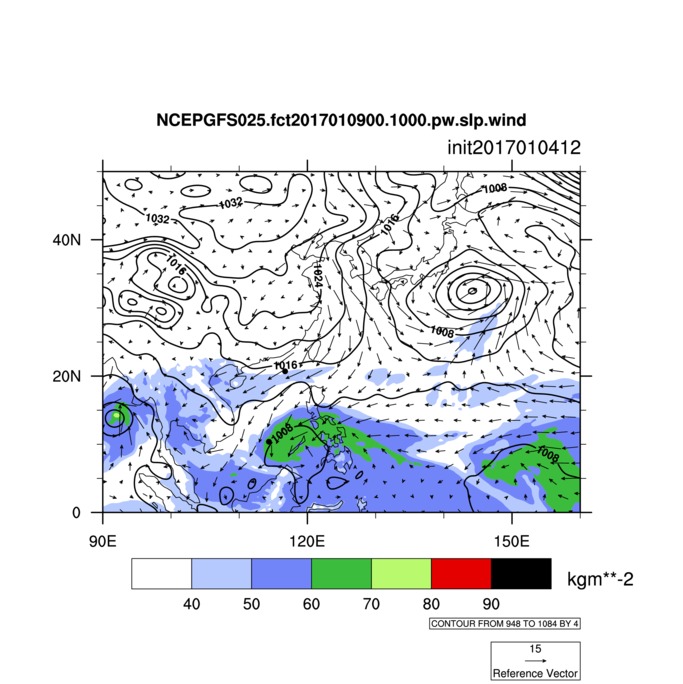 NCEPGFS025.fct2017010900.1000.pw.slp.wind
init2017010412
1008
1032
1032
1016
40N
1016
1024
1008
1016
20N
1008
1008
0
0
90E 120E 150E
kgm**-2
40 50 60 70 80 90
CONTOUR FROM 948 TO 1084 BY 4
15
Reference Vector